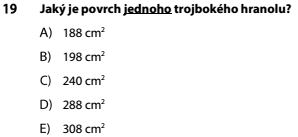 19 Jaký je povrch jednoho trojbokého hranolu?
A) 188 cm²
B) 198 cm²
C) 240 cm²
D) 288 cm²
E) 308 cm²